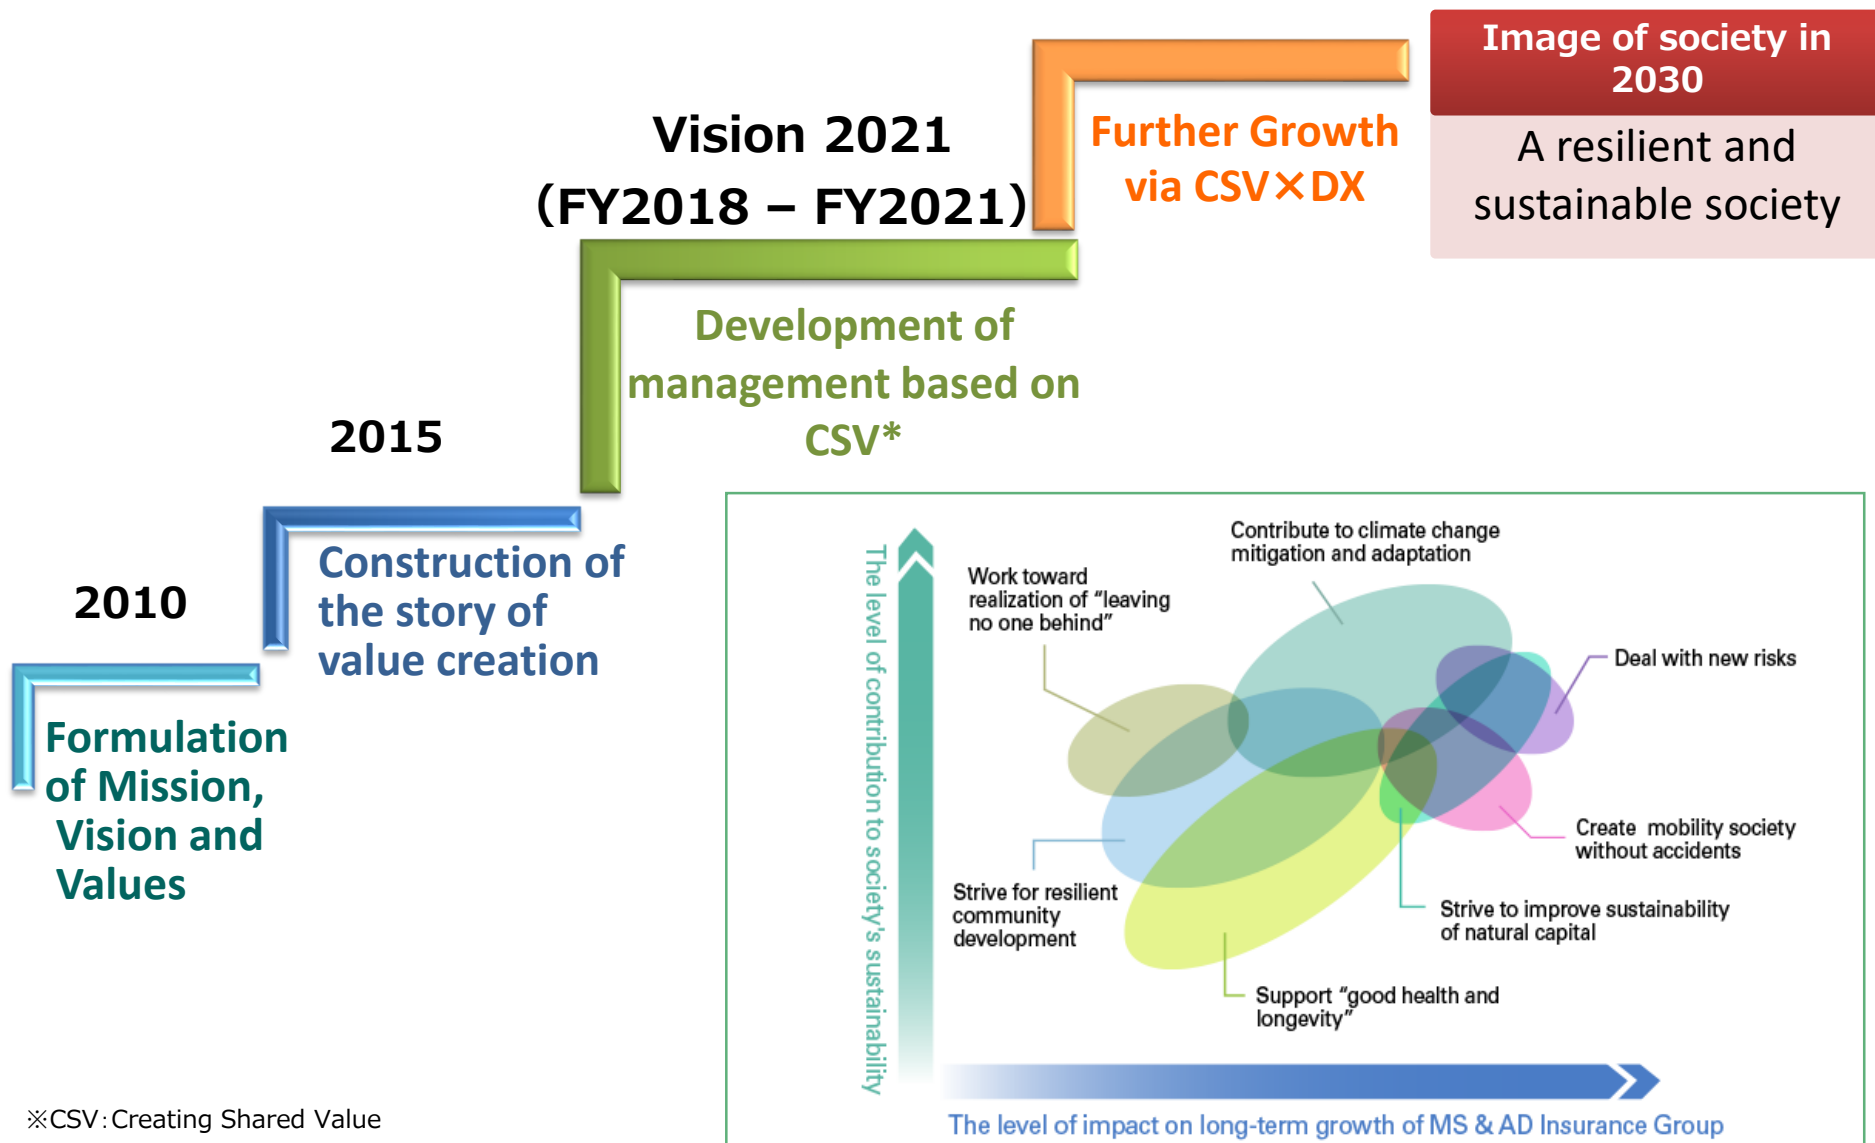 Image of society in
2030
A resilient and
sustainable society
Further Growth
via CSV×DX
Vision 2021
（FY2018 – FY2021）
Development of
management based on
CSV*
2015
Construction of
the story of
value creation
2010
Formulation
of Mission,
Vision and
Values
The level of contribution to society's sustainability
Contribute to climate change
mitigation and adaptation
Work toward
realization of “leaving
no one behind”
Deal with new risks
Create mobility society
without accidents
Strive for resilient
community
development
Strive to improve sustainability
of natural capital
Support “good health and
longevity”
The level of impact on long-term growth of MS & AD Insurance Group
※CSV：Creating Shared Value